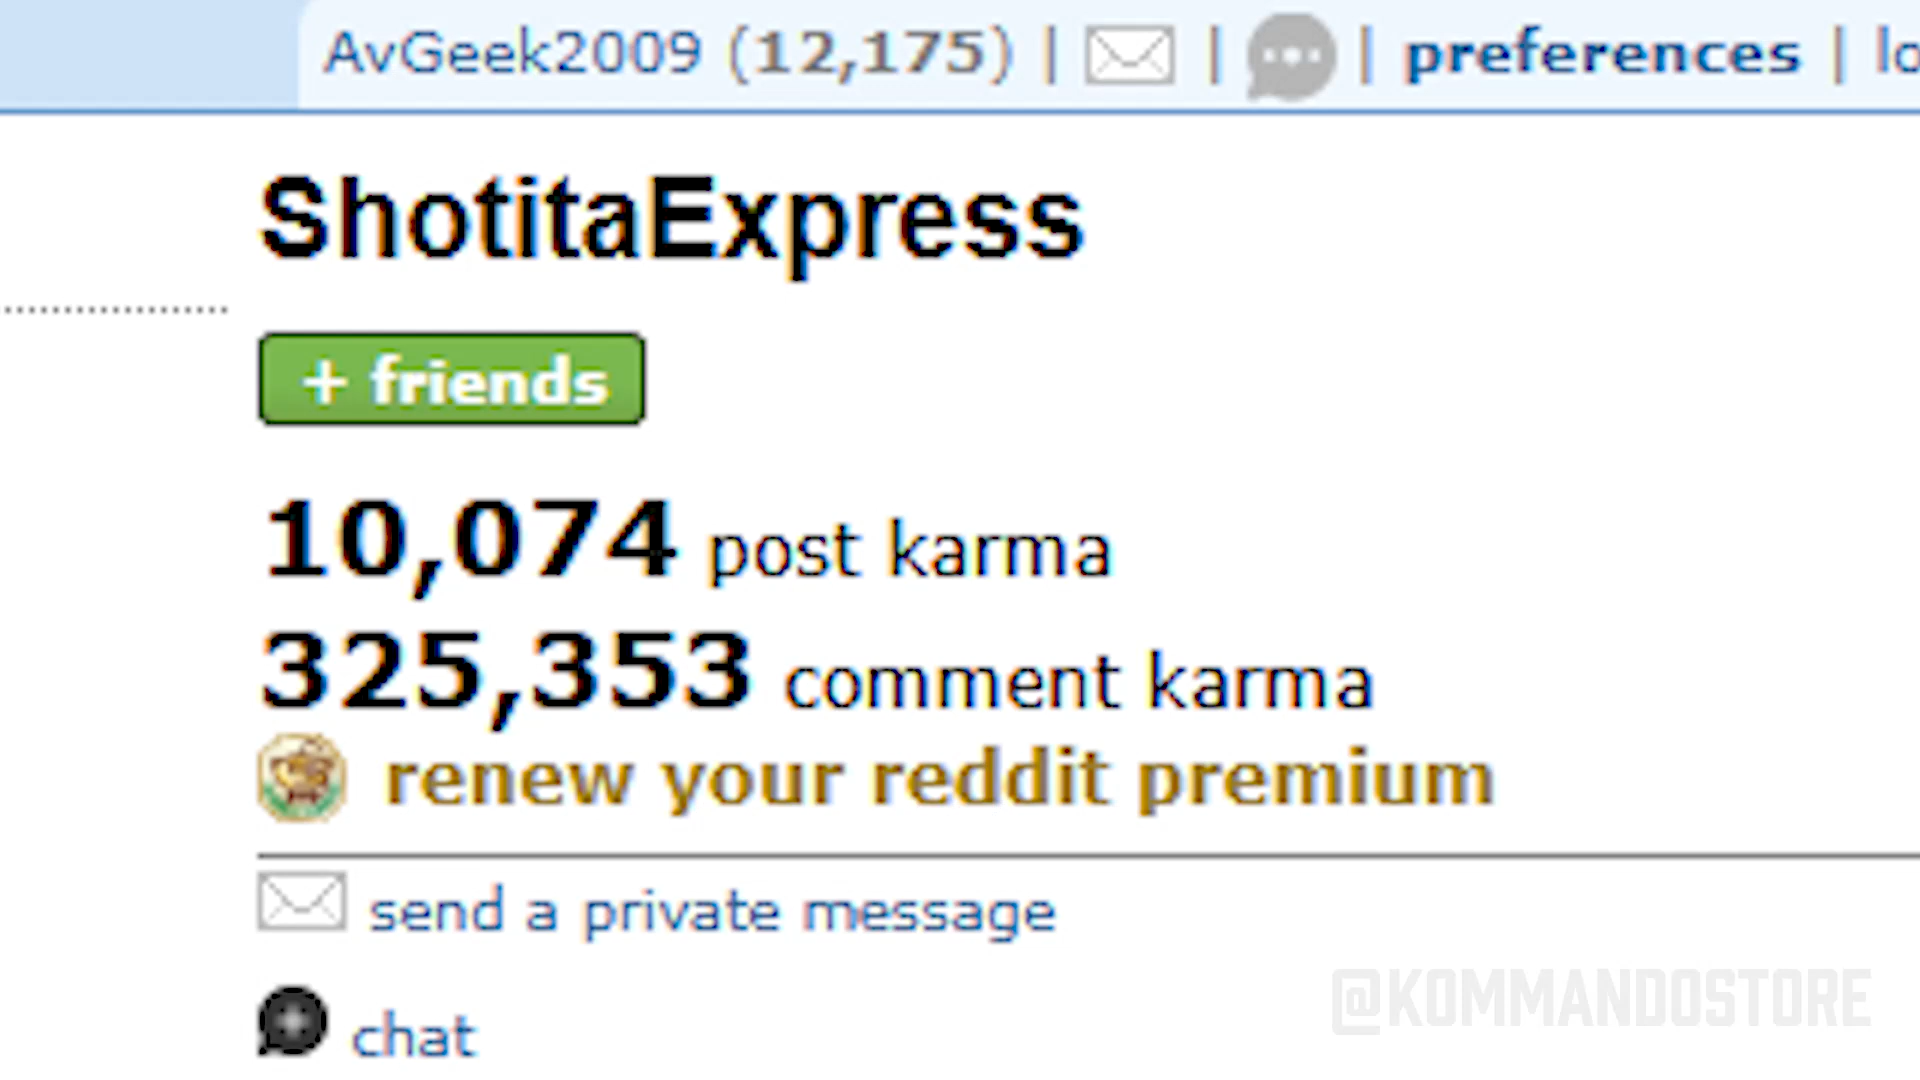 AvGeek2009 (12,175) | | | preferences | lo
ShotitaExpress
+ friends
10,074 post karma
325,353 comment karma
renew your reddit premium
send a private message
chat
@KOMMANDOSTORE